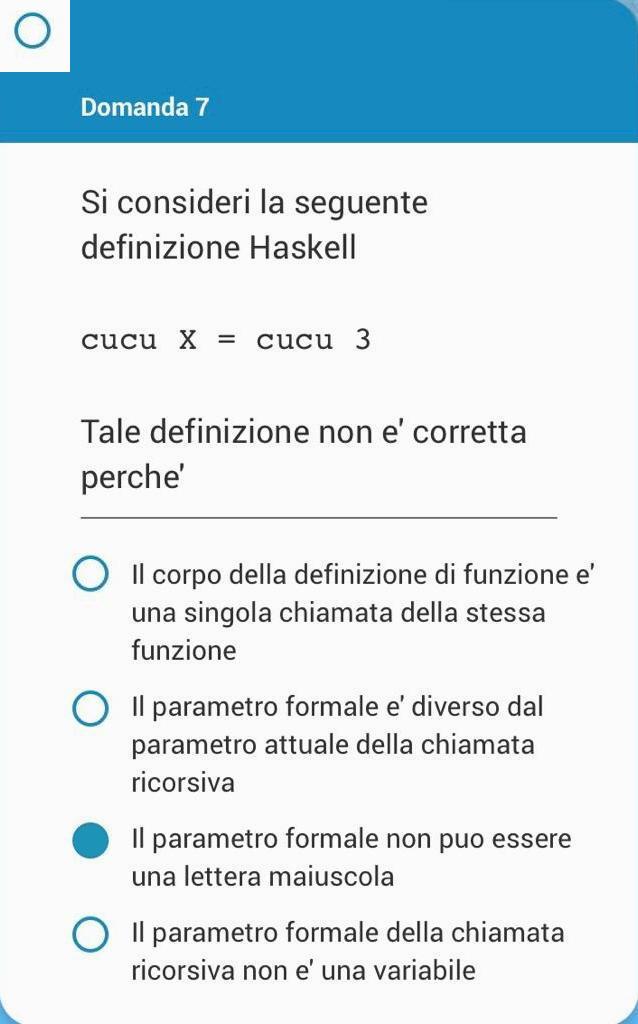 Domanda 7
Si consideri la seguente
definizione Haskell
cucu X = cucu 3
Tale definizione non e' corretta
perche'
Il corpo della definizione di funzione e'
una singola chiamata della stessa
funzione
Il parametro formale e' diverso dal
parametro attuale della chiamata
ricorsiva
Il parametro formale non puo essere
una lettera maiuscola
Il parametro formale della chiamata
ricorsiva non e' una variabile